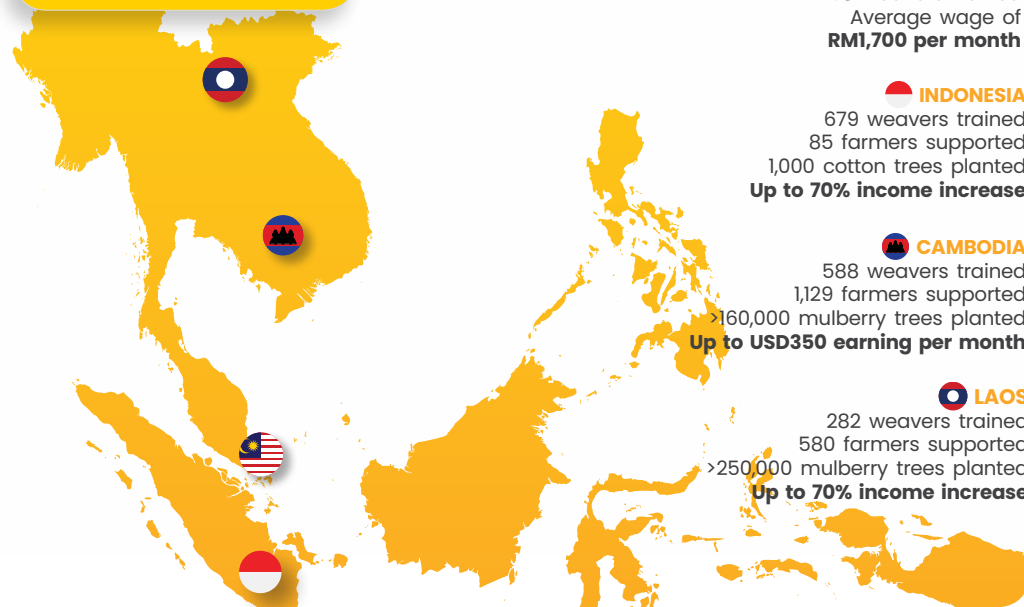 Average wage of
RM1,700 per month
INDONESIA
679 weavers trained
85 farmers supported
1,000 cotton trees planted
Up to 70% income increase
CAMBODIA
588 weavers trained
1,129 farmers supported
>160,000 mulberry trees planted
Up to USD350 earning per month
LAOS
282 weavers trained
580 farmers supported
>250,000 mulberry trees planted
Up to 70% income increase